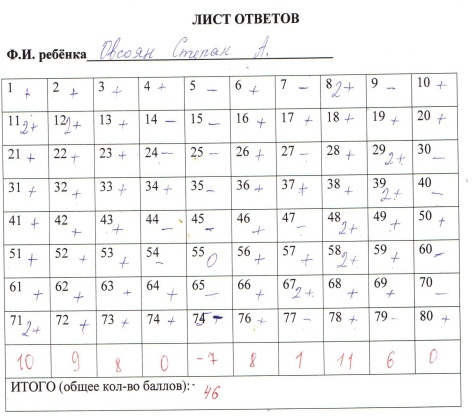 ЛИСТ ОТВЕТОВ
Ф.И. ребёнка Овсоян Степан А.
1 + 2 + 3 + 4 + 5 – 6 + 7 – 8 2+ 9 – 10 +
11 2+ 12 2+ 13 + 14 – 15 – 16 + 17 + 18 + 19 + 20 +
21 + 22 + 23 + 24 – 25 – 26 + 27 – 28 + 29 2+ 30 –
31 + 32 + 33 + 34 + 35 – 36 + 37 + 38 + 39 2+ 40 –
41 + 42 + 43 + 44 – 45 – 46 + 47 – 48 2+ 49 + 50 +
51 + 52 + 53 + 54 – 55 0 56 + 57 + 58 2+ 59 + 60 –
61 + 62 + 63 + 64 + 65 – 66 + 67 2+ 68 + 69 + 70 –
71 2+ 72 + 73 + 74 + 75 – 76 + 77 – 78 + 79 – 80 +
10 9 8 0 -7 8 1 11 6 0
ИТОГО (общее кол-во баллов): 46